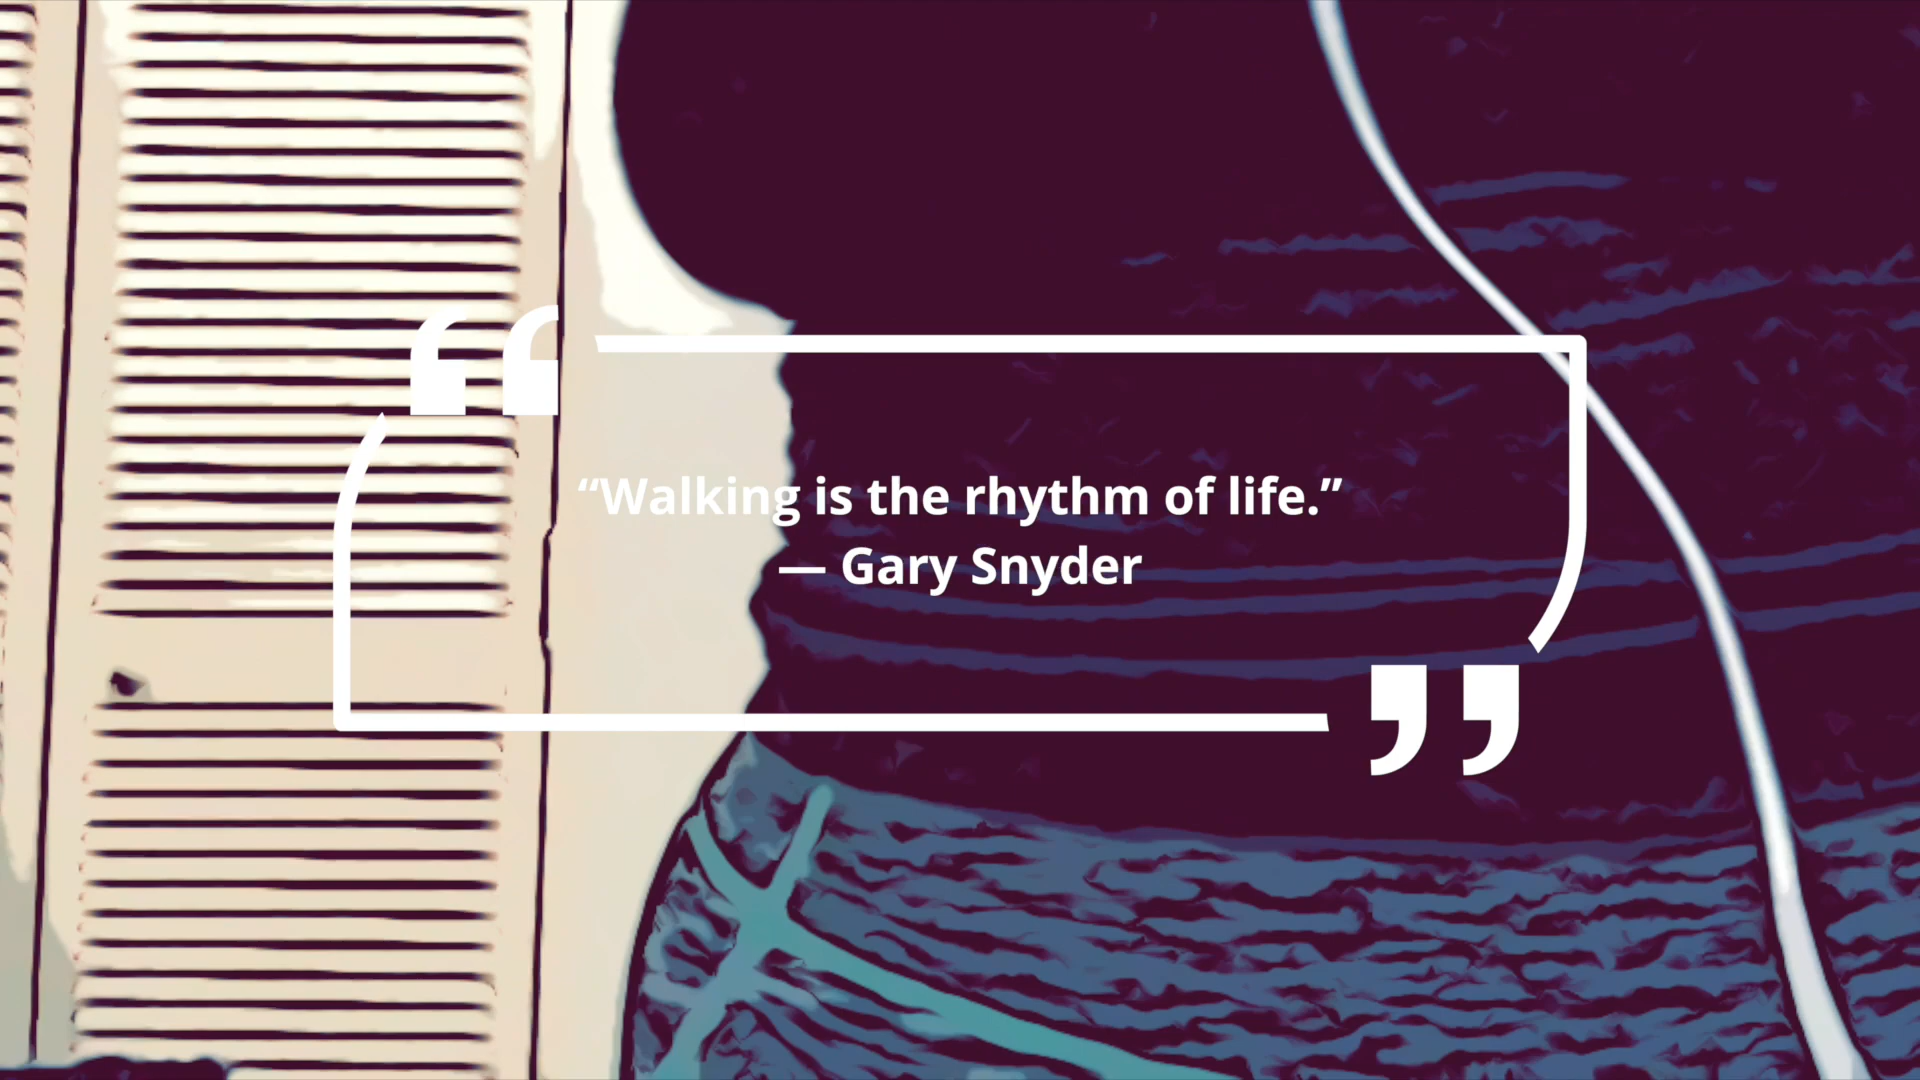 “Walking is the rhythm of life.”
— Gary Snyder